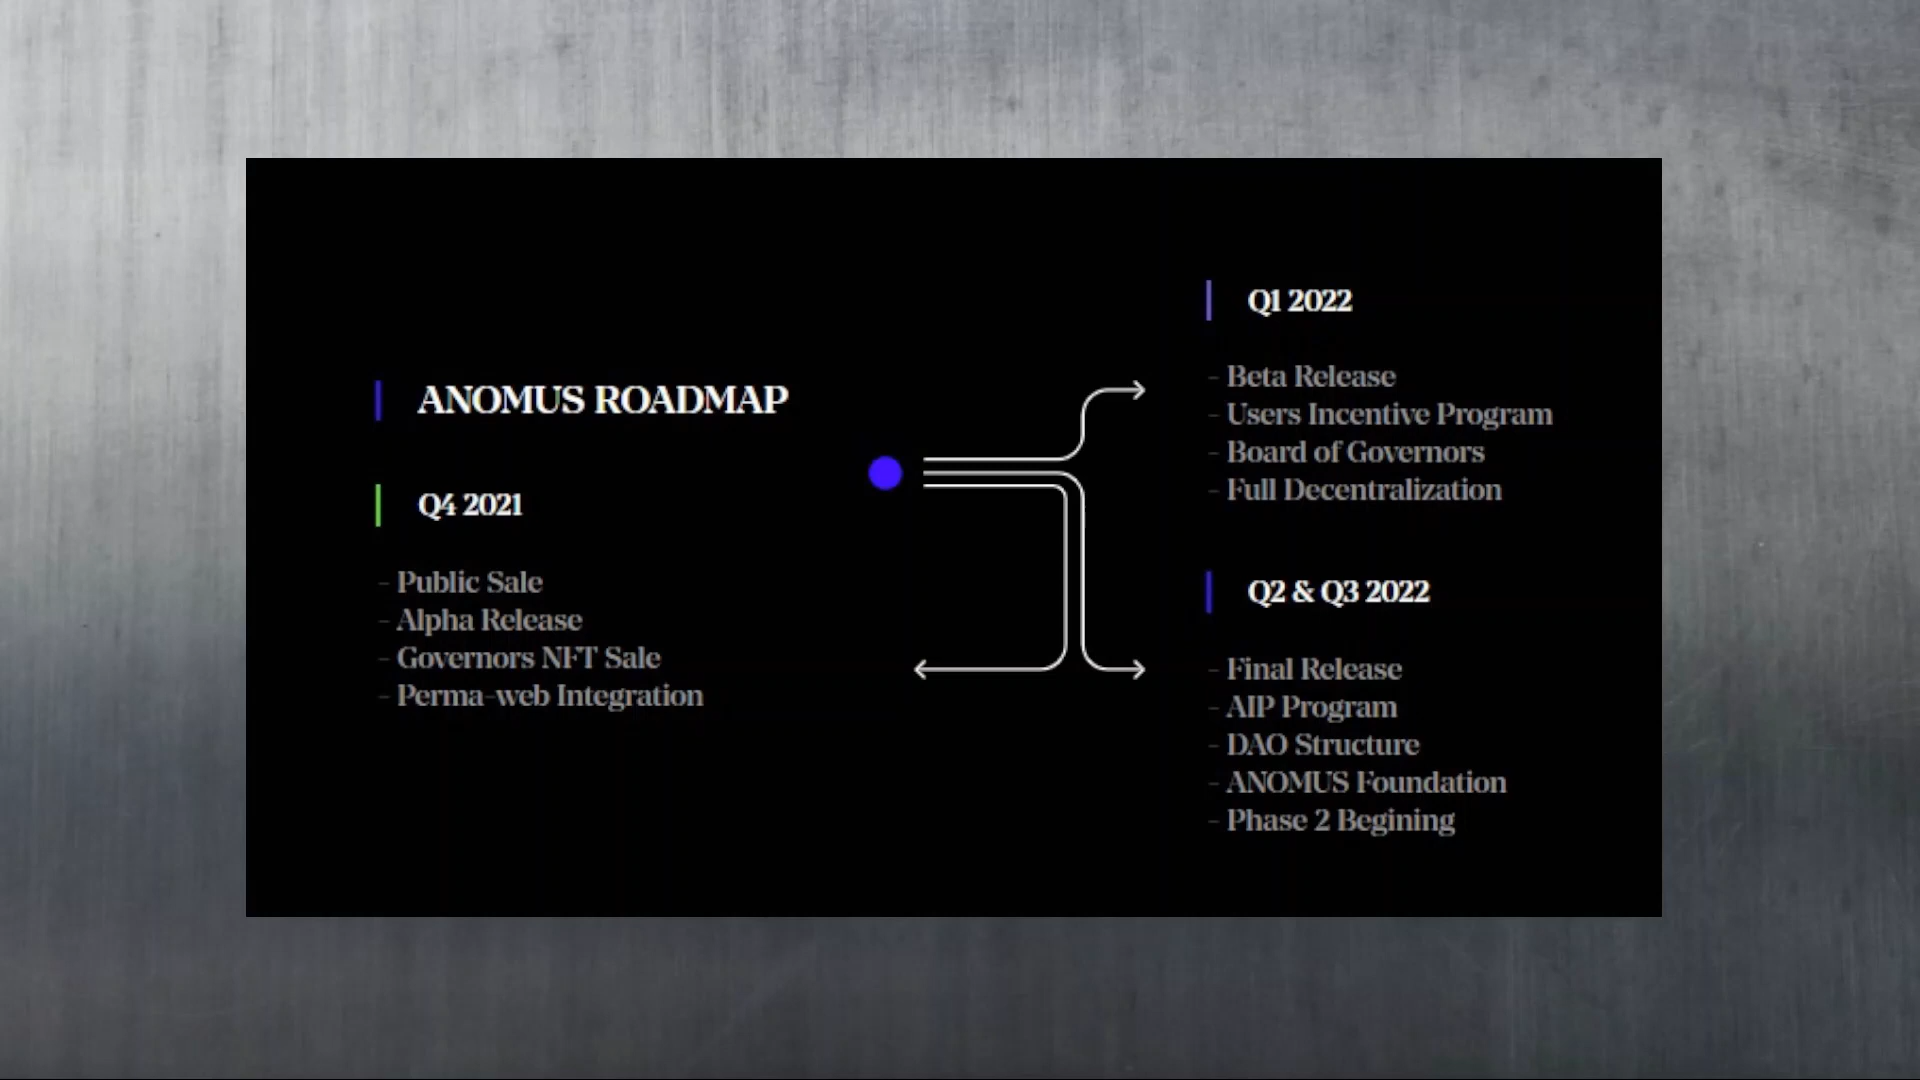 ANOMUS ROADMAP
Q4 2021
- Public Sale
- Alpha Release
- Governors NFT Sale
- Perma-web Integration
Q1 2022
- Beta Release
- Users Incentive Program
- Board of Governors
- Full Decentralization
Q2 & Q3 2022
- Final Release
- AIP Program
- DAO Structure
- ANOMUS Foundation
- Phase 2 Begining